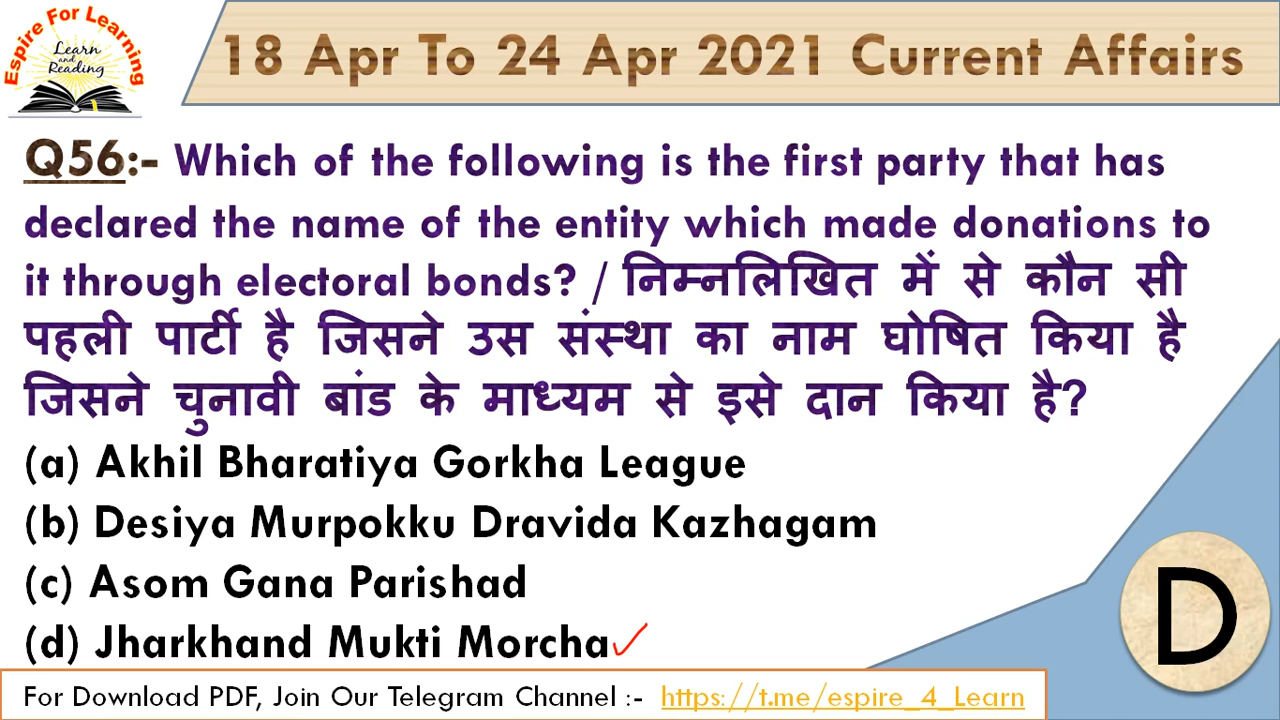 Espire For Learning
Learn
and
Reading
18 Apr To 24 Apr 2021 Current Affairs
Q56:- Which of the following is the first party that has
declared the name of the entity which made donations to
it through electoral bonds? / निम्नलिखित में से कौन सी
पहली पार्टी है जिसने उस संस्था का नाम घोषित किया है
जिसने चुनावी बांड के माध्यम से इसे दान किया है?
(a) Akhil Bharatiya Gorkha League
(b) Desiya Murpokku Dravida Kazhagam
(c) Asom Gana Parishad
(d) Jharkhand Mukti Morcha✓
D
For Download PDF, Join Our Telegram Channel :- https://t.me/espire_4_Learn